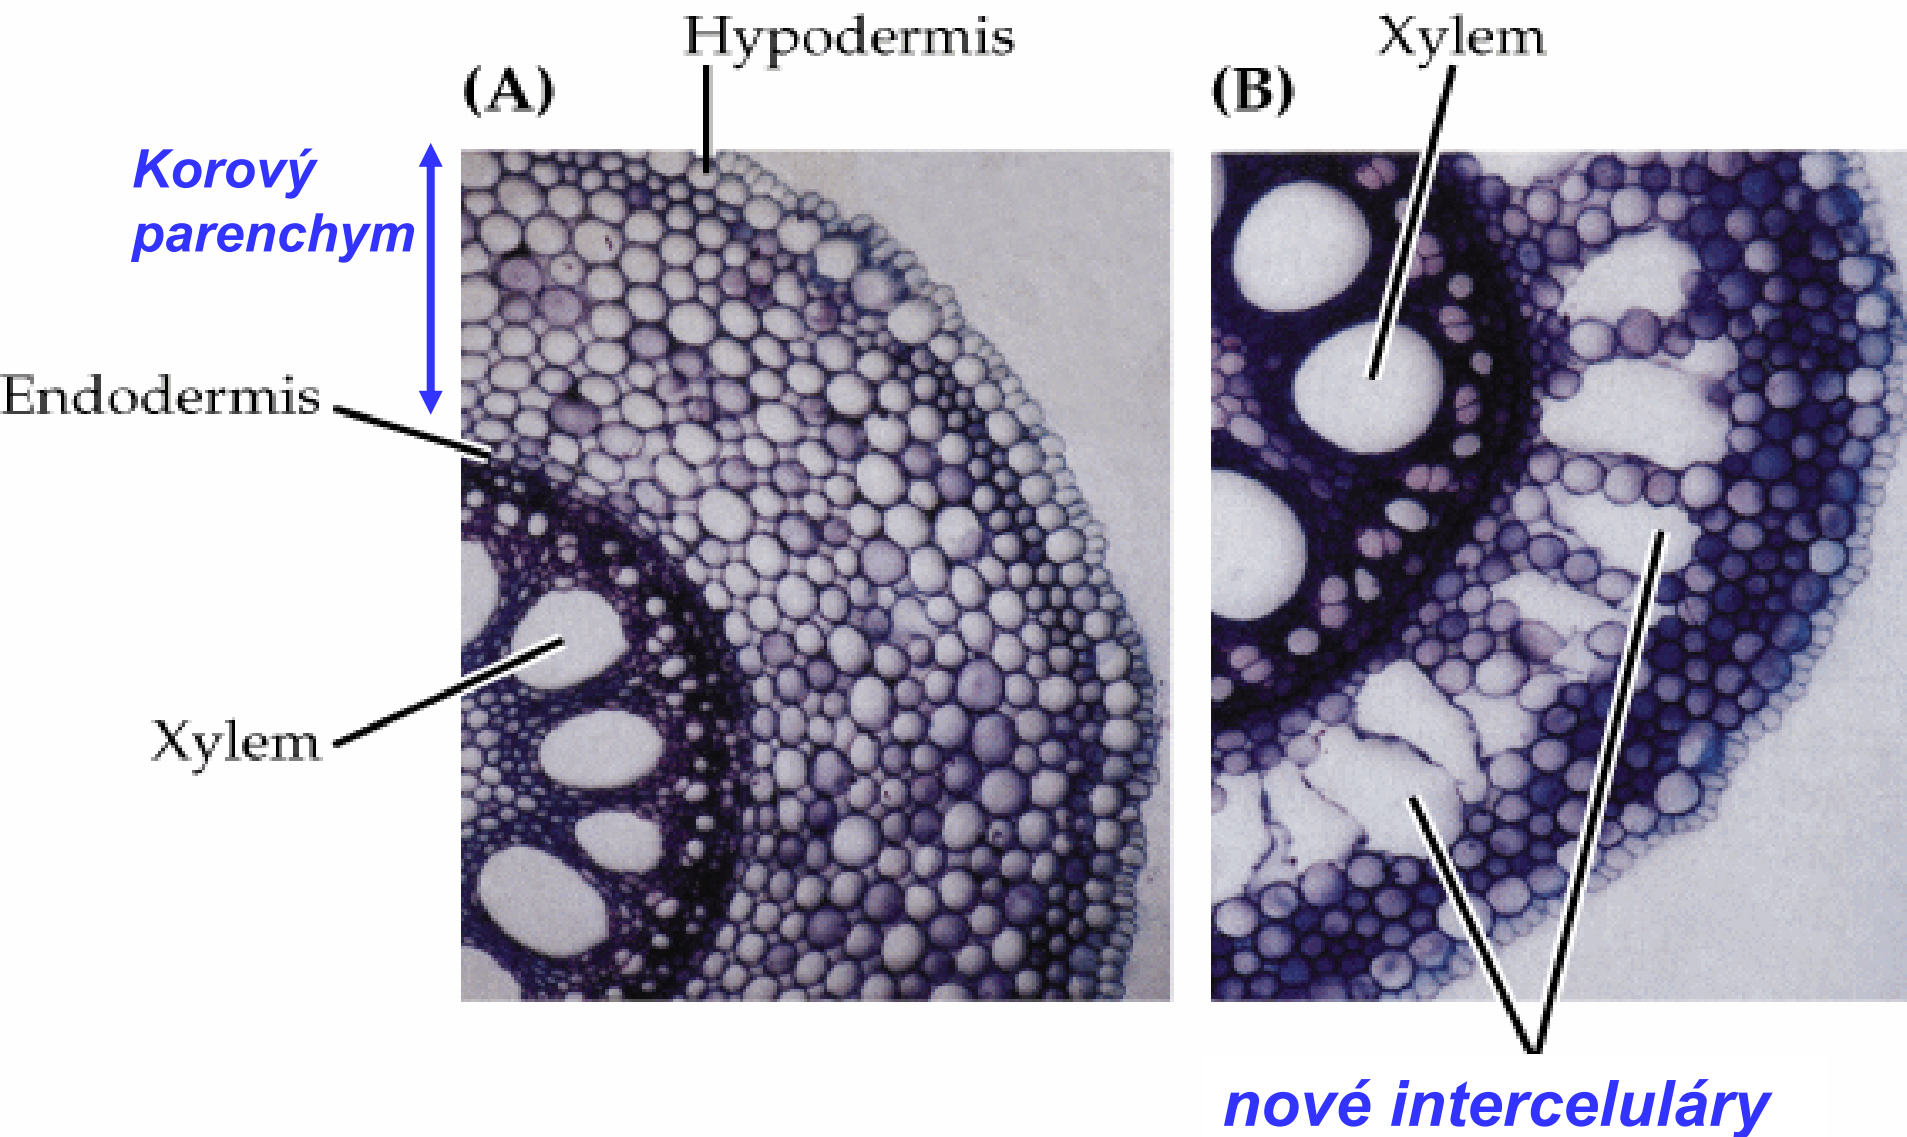 Hypodermis
Xylem
(A)
(B)
Korový
parenchym
Endodermis
Xylem
nové interceluláry